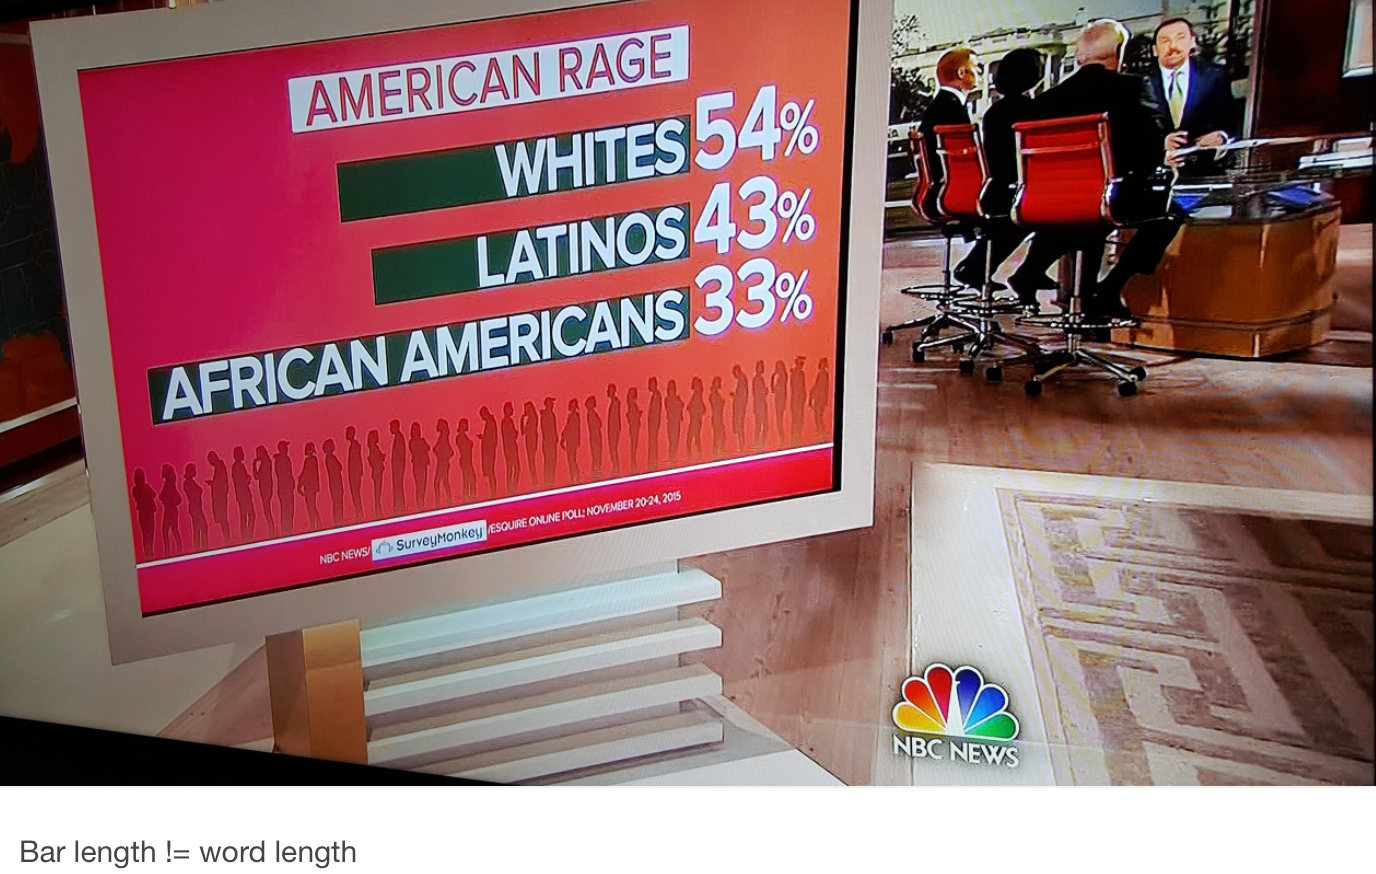 AMERICAN RAGE
WHITES 54%
LATINOS 43%
AFRICAN AMERICANS 33%
NBC NEWS/ SurveyMonkey /ESQUIRE ONLINE POLL; NOVEMBER 20-24, 2015
NBC NEWS
Bar length != word length